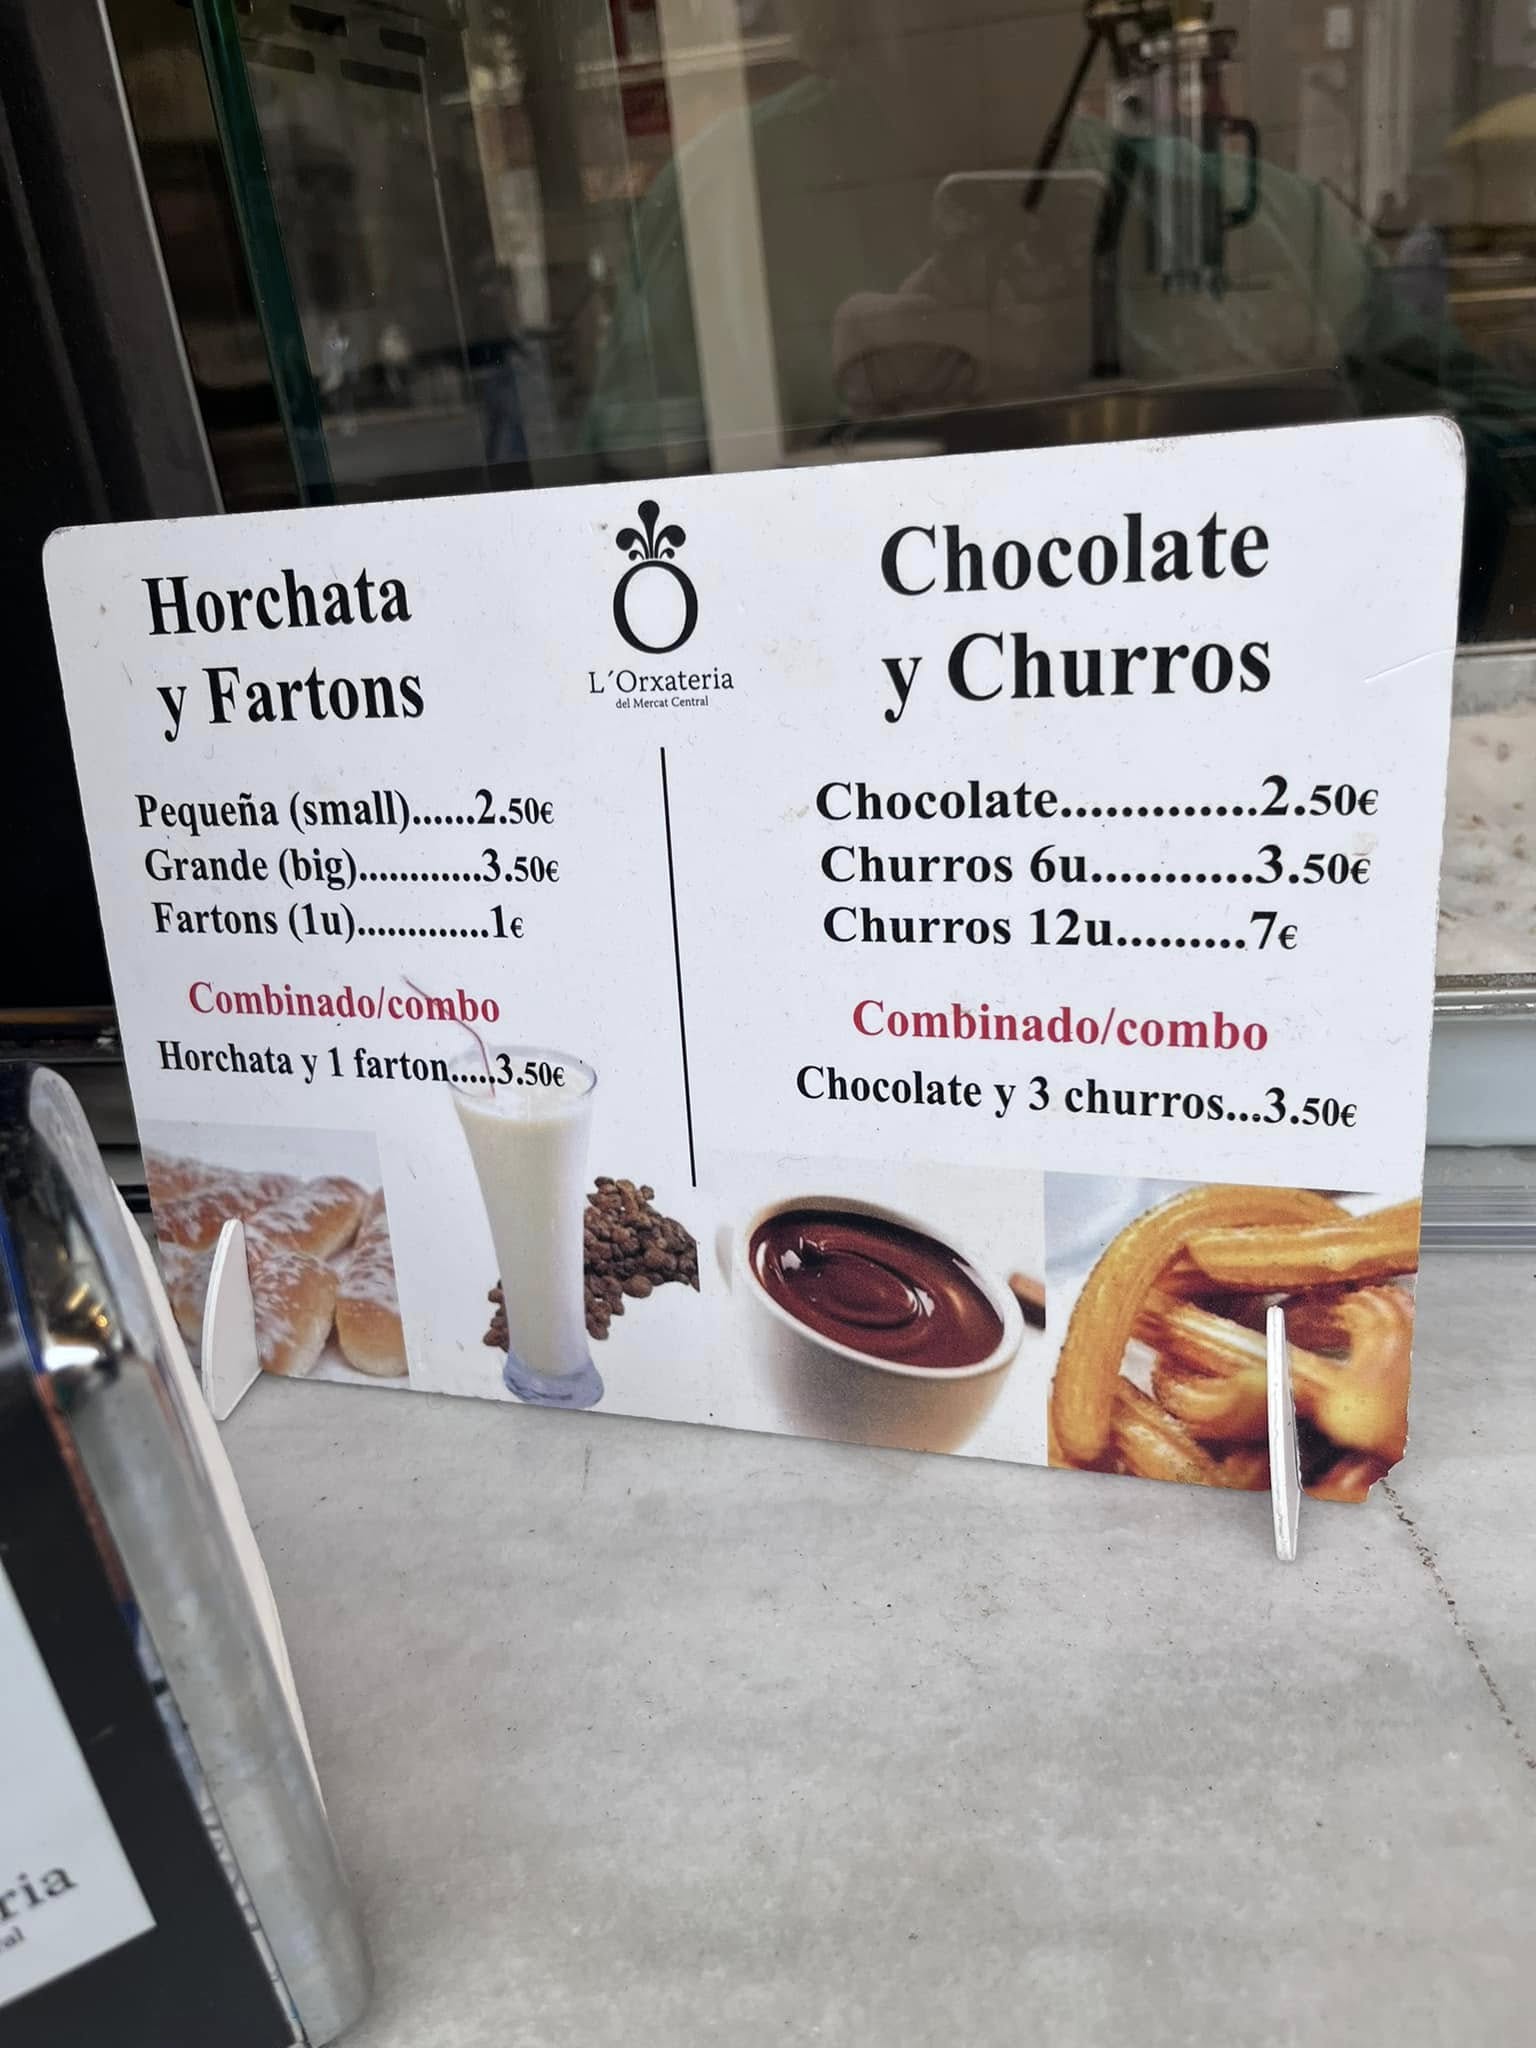 Horchata
y Fartons
Pequeña (small)......2.50€
Grande (big)............3.50€
Fartons (1u).............1€
Combinado/combo
Horchata y 1 farton.....3.50€
L´Orxateria
del Mercat Central
Chocolate
y Churros
Chocolate.............2.50€
Churros 6u...........3.50€
Churros 12u.........7€
Combinado/combo
Chocolate y 3 churros...3.50€
ria